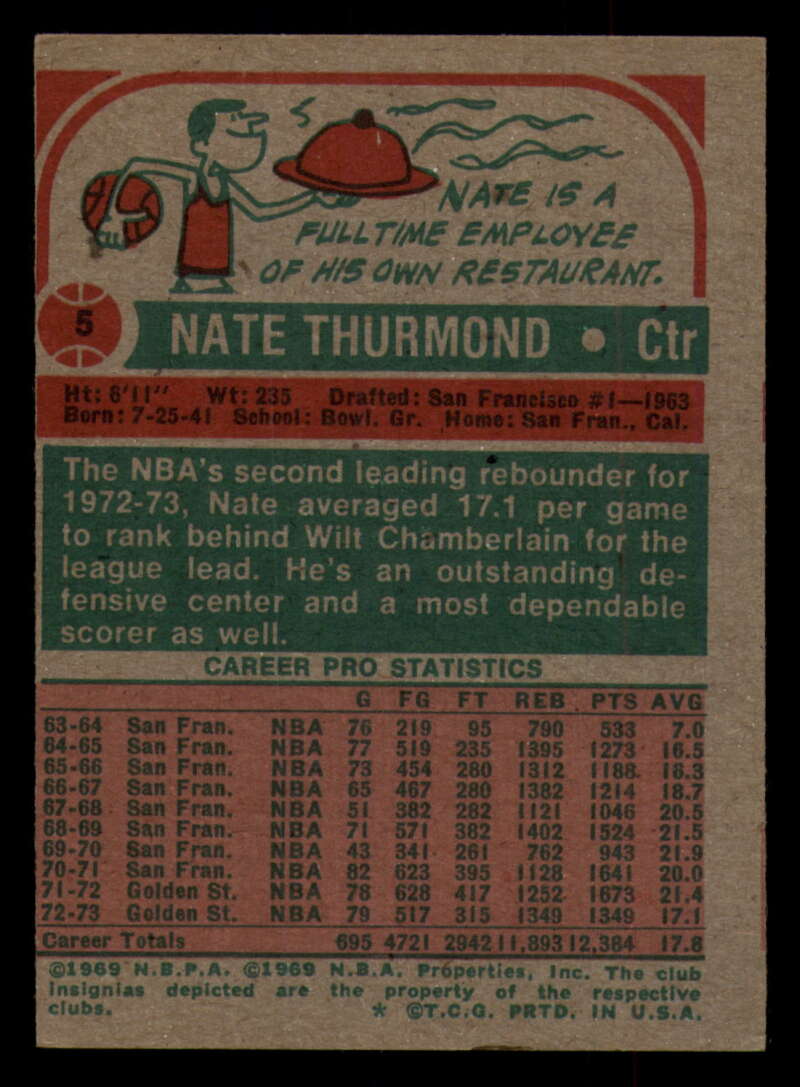 NATE IS A
FULLTIME EMPLOYEE
OF HIS OWN RESTAURANT.
5
NATE THURMOND • Ctr
Ht: 6'11" Wt: 235 Drafted: San Francisco #1—1963
Born: 7-25-41 School: Bowl. Gr. Home: San Fran., Cal.
The NBA's second leading rebounder for
1972-73, Nate averaged 17.1 per game
to rank behind Wilt Chamberlain for the
league lead. He's an outstanding de-
fensive center and a most dependable
scorer as well.
CAREER PRO STATISTICS
G FG FT REB PTS AVG
63-64 San Fran. NBA 76 219 95 790 533 7.0
64-65 San Fran. NBA 77 519 235 1395 1273 16.5
65-66 San Fran. NBA 73 454 280 1312 1188 16.3
66-67 San Fran. NBA 65 467 280 1382 1214 18.7
67-68 San Fran. NBA 51 382 282 1121 1046 20.5
68-69 San Fran. NBA 71 571 382 1402 1524 21.5
69-70 San Fran. NBA 43 341 261 762 943 21.9
70-71 San Fran. NBA 82 623 395 1128 1641 20.0
71-72 Golden St. NBA 78 628 417 1252 1673 21.4
72-73 Golden St. NBA 79 517 315 1349 1349 17.1
Career Totals 695 4721 2942 11,893 12,384 17.8
©1969 N.B.P.A. ©1969 N.B.A. Properties, Inc. The club
insignias depicted are the property of the respective
clubs. * ©T.C.G. PRTD. IN U.S.A.